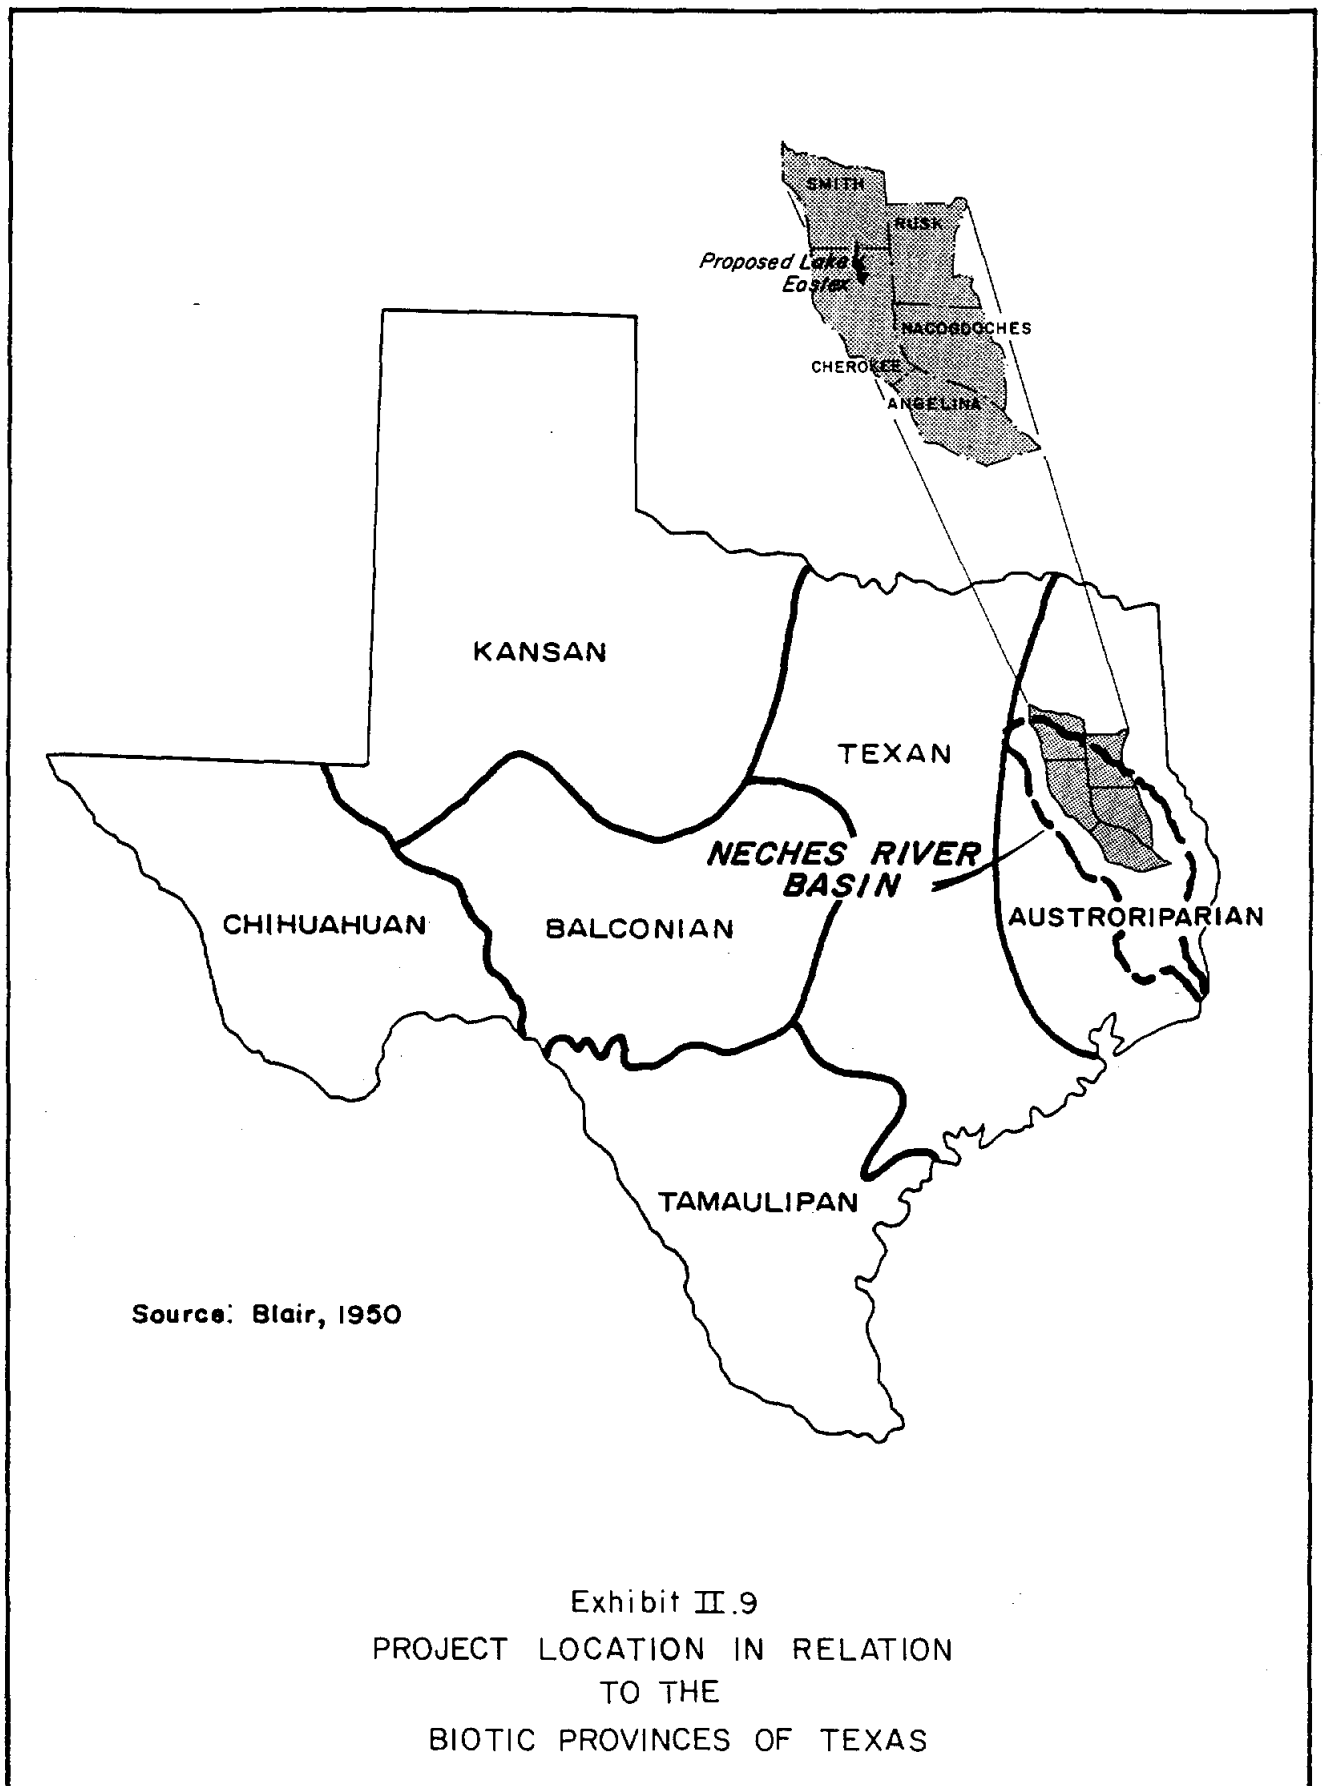 SMITH
RUSK
Proposed Lake
Eastex
NACOGDOCHES
CHEROKEE
ANGELINA
KANSAN
TEXAN
NECHES RIVER
BASIN
CHIHUAHUAN
BALCONIAN
AUSTRORIPARIAN
TAMAULIPAN
Source: Blair, 1950
Exhibit II.9
PROJECT LOCATION IN RELATION
TO THE
BIOTIC PROVINCES OF TEXAS